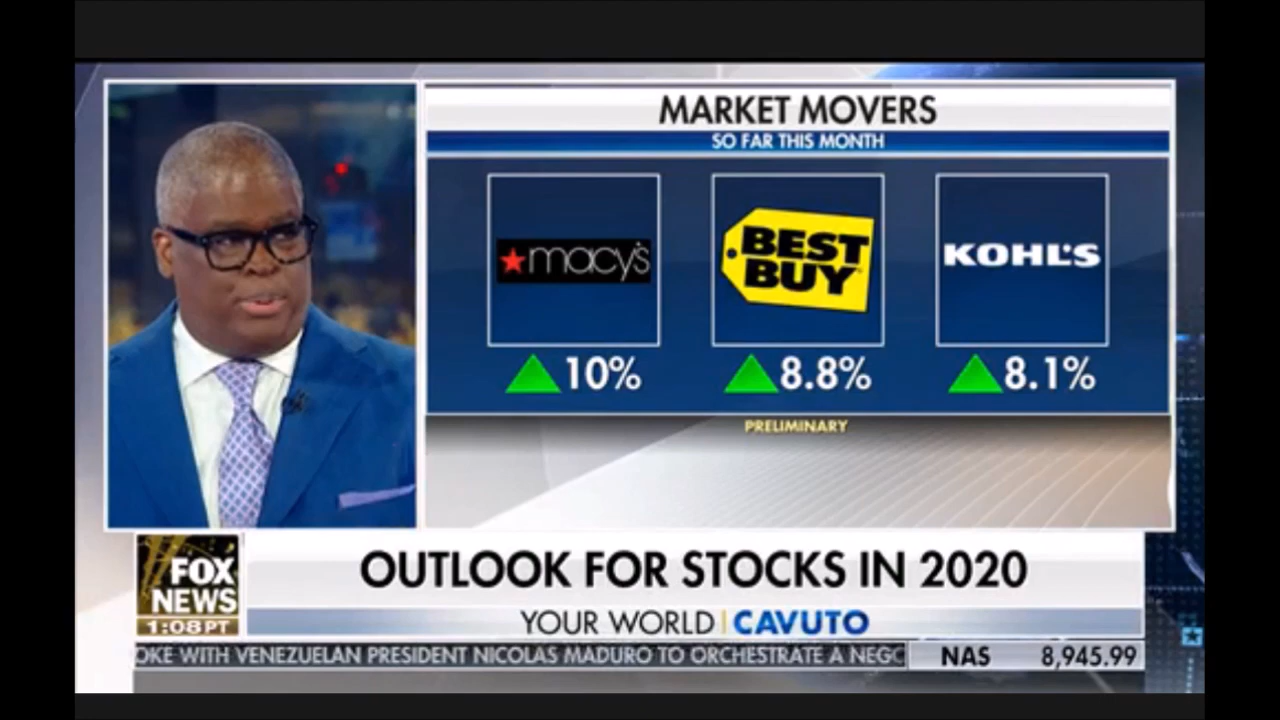 MARKET MOVERS
SO FAR THIS MONTH
macy's
BEST
BUY
KOHL'S
10%
8.8%
8.1%
PRELIMINARY
OUTLOOK FOR STOCKS IN 2020
FOX
NEWS
1:08PT
YOUR WORLD | CAVUTO
OKE WITH VENEZUELAN PRESIDENT NICOLAS MADURO TO ORCHESTRATE A NEGO
NAS 8,945.99